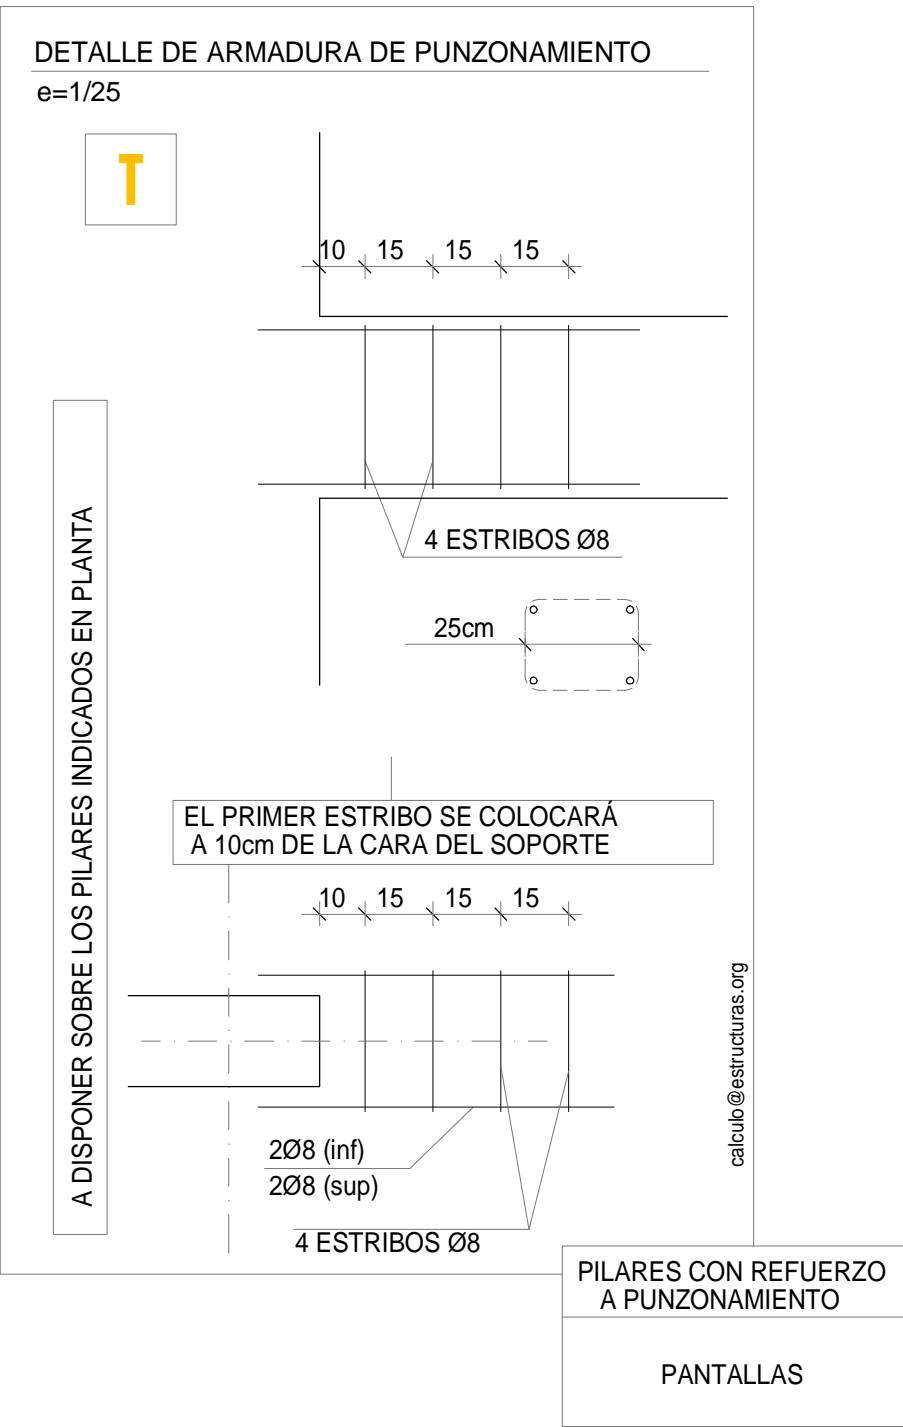 DETALLE DE ARMADURA DE PUNZONAMIENTO
e=1/25
T
10 15 15 15
4 ESTRIBOS Ø8
25cm
A DISPONER SOBRE LOS PILARES INDICADOS EN PLANTA
EL PRIMER ESTRIBO SE COLOCARÁ
A 10cm DE LA CARA DEL SOPORTE
10 15 15 15
2Ø8 (inf)
2Ø8 (sup)
4 ESTRIBOS Ø8
calculo@estructuras.org
PILARES CON REFUERZO
A PUNZONAMIENTO
PANTALLAS